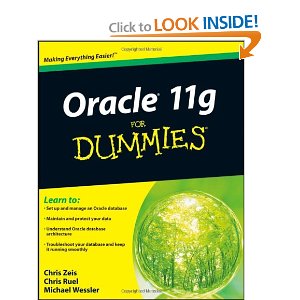 Click to LOOK INSIDE!
Making Everything Easier!™
Oracle® 11g
FOR
DUMMIES®
Learn to:
• Set up and manage an Oracle database
• Maintain and protect your data
• Understand Oracle database
architecture
• Troubleshoot your database and keep
it running smoothly
Chris Zeis
Chris Ruel
Michael Wessler